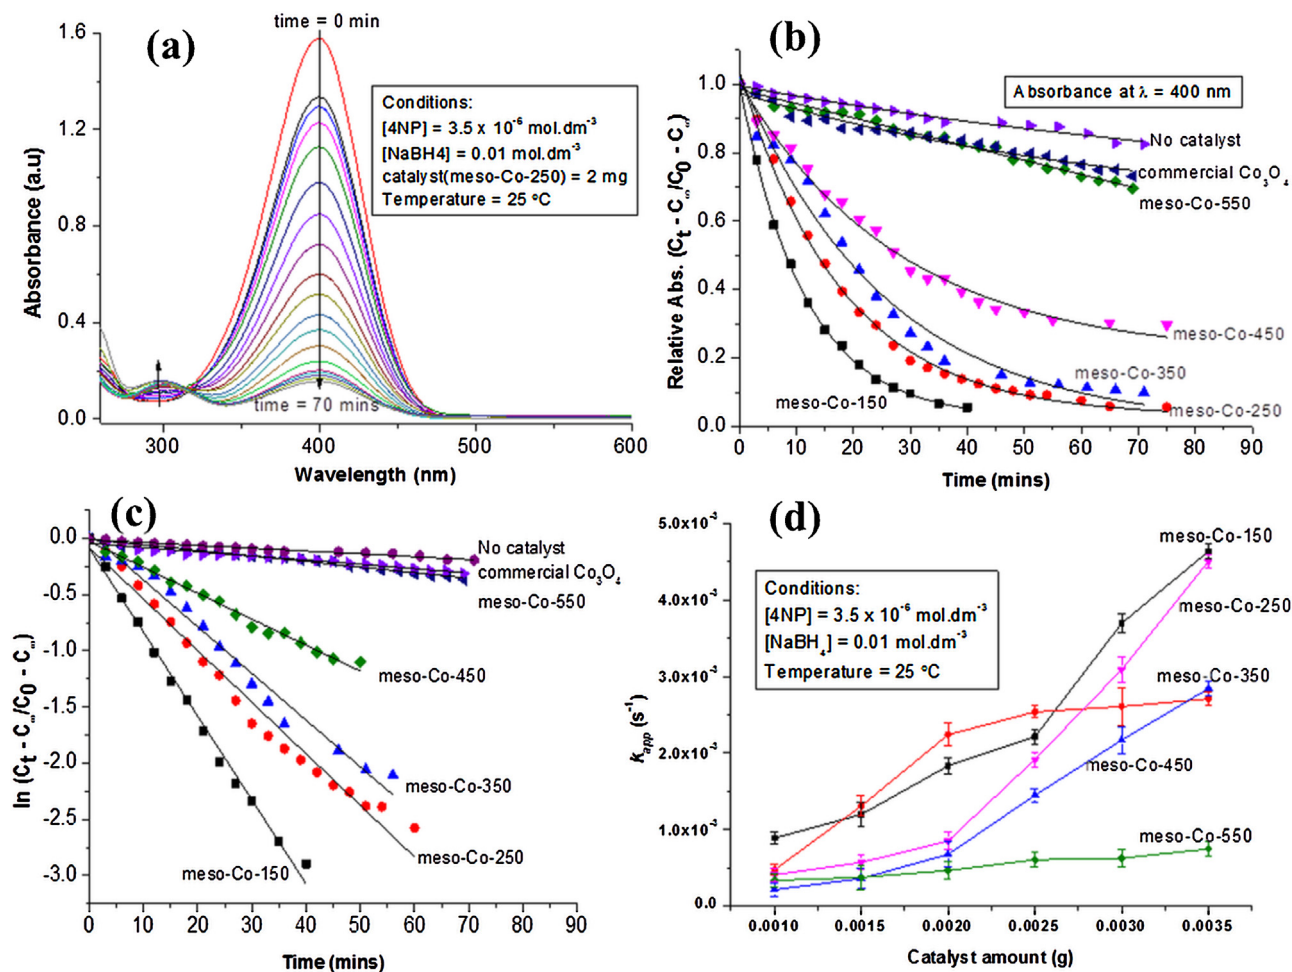 (a)
time = 0 min
1.6
1.2
0.8
0.4
0.0
Absorbance (a.u)
Conditions:
[4NP] = 3.5 x 10⁻⁶ mol.dm⁻³
[NaBH4] = 0.01 mol.dm⁻³
catalyst(meso-Co-250) = 2 mg
Temperature = 25 ºC
time = 70 mins
300 400 500 600
Wavelength (nm)
(b)
1.0
0.8
0.6
0.4
0.2
0.0
Relative Abs. (Cₜ - C∞/C₀ - C∞)
Absorbance at λ = 400 nm
No catalyst
commercial Co₃O₄
meso-Co-550
meso-Co-450
meso-Co-350
meso-Co-150
meso-Co-250
0 10 20 30 40 50 60 70 80 90
Time (mins)
(c)
0.0
-0.5
-1.0
-1.5
-2.0
-2.5
-3.0
ln (Cₜ - C∞/C₀ - C∞)
No catalyst
commercial Co₃O₄
meso-Co-550
meso-Co-450
meso-Co-350
meso-Co-250
meso-Co-150
0 10 20 30 40 50 60 70 80 90
Time (mins)
(d)
5.0x10⁻³
4.0x10⁻³
3.0x10⁻³
2.0x10⁻³
1.0x10⁻³
0.0
kₐₚₚ (s⁻¹)
Conditions:
[4NP] = 3.5 x 10⁻⁶ mol.dm⁻³
[NaBH₄] = 0.01 mol.dm⁻³
Temperature = 25 ºC
meso-Co-150
meso-Co-250
meso-Co-350
meso-Co-450
meso-Co-550
0.0010 0.0015 0.0020 0.0025 0.0030 0.0035
Catalyst amount (g)